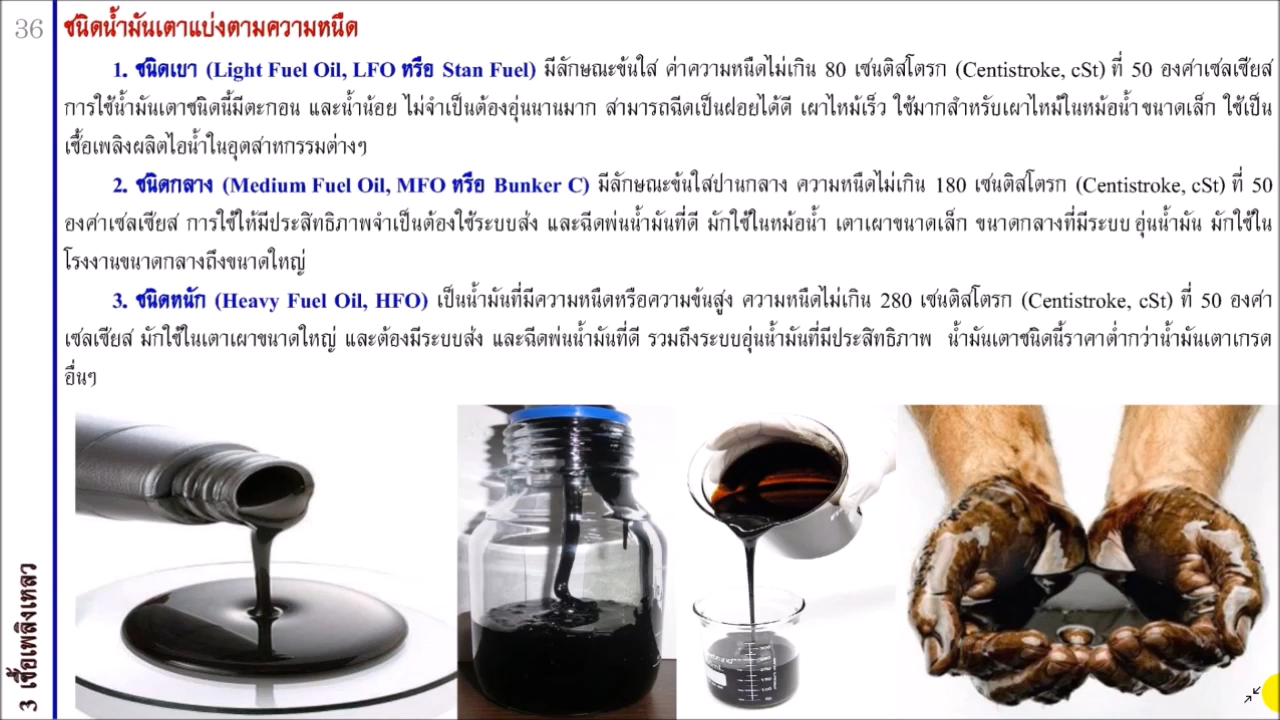 36
ชนิดน้ำมันเตาแบ่งตามความหนืด
1. ชนิดเบา (Light Fuel Oil, LFO หรือ Stan Fuel) มีลักษณะข้นใส ค่าความหนืดไม่เกิน 80 เซนติสโตรก (Centistroke, cSt) ที่ 50 องศาเซลเซียส
การใช้น้ำมันเตาชนิดนี้มีตะกอน และน้ำน้อย ไม่จำเป็นต้องอุ่นนานมาก สามารถฉีดเป็นฝอยได้ดี เผาไหม้เร็ว ใช้มากสำหรับเผาไหม้ในหม้อน้ำ ขนาดเล็ก ใช้เป็น
เชื้อเพลิงผลิตไอน้ำในอุตสาหกรรมต่างๆ
2. ชนิดกลาง (Medium Fuel Oil, MFO หรือ Bunker C) มีลักษณะข้นใสปานกลาง ความหนืดไม่เกิน 180 เซนติสโตรก (Centistroke, cSt) ที่ 50
องศาเซลเซียส การใช้ให้มีประสิทธิภาพจำเป็นต้องใช้ระบบส่ง และฉีดพ่นน้ำมันที่ดี มักใช้ในหม้อน้ำ เตาเผาขนาดเล็ก ขนาดกลางที่มีระบบ อุ่นน้ำมัน มักใช้ใน
โรงงานขนาดกลางถึงขนาดใหญ่
3. ชนิดหนัก (Heavy Fuel Oil, HFO) เป็นน้ำมันที่มีความหนืดหรือความข้นสูง ความหนืดไม่เกิน 280 เซนติสโตรก (Centistroke, cSt) ที่ 50 องศา
เซลเซียส มักใช้ในเตาเผาขนาดใหญ่ และต้องมีระบบส่ง และฉีดพ่นน้ำมันที่ดี รวมถึงระบบอุ่นน้ำมันที่มีประสิทธิภาพ น้ำมันเตาชนิดนี้ราคาต่ำกว่าน้ำมันเตาเกรด
อื่นๆ
3 เชื้อเพลิงเหลว